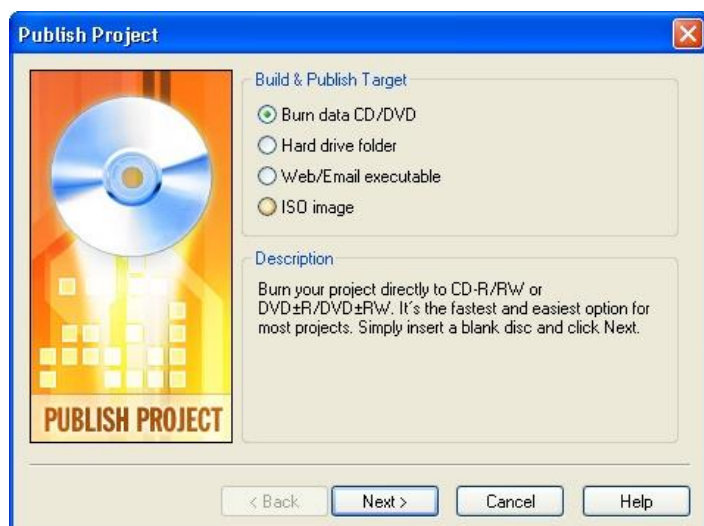 Publish Project
Build & Publish Target
Burn data CD/DVD
Hard drive folder
Web/Email executable
ISO image
Description
Burn your project directly to CD-R/RW or
DVD±R/DVD±RW. It´s the fastest and easiest option for
most projects. Simply insert a blank disc and click Next.
PUBLISH PROJECT
< Back
Next >
Cancel
Help